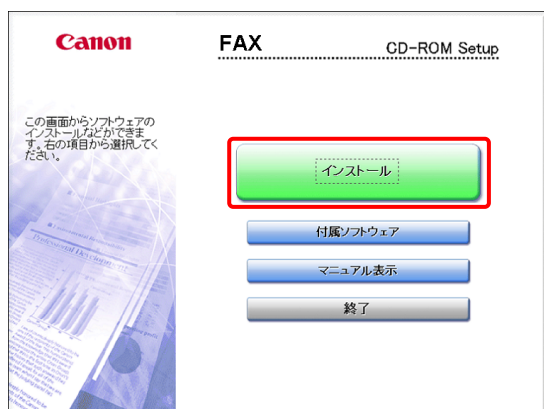 Canon
FAX
CD-ROM Setup
この画面からソフトウェアの
インストールなどができま
す。右の項目から選択してく
ださい。
インストール
付属ソフトウェア
マニュアル表示
終了
Professional Development